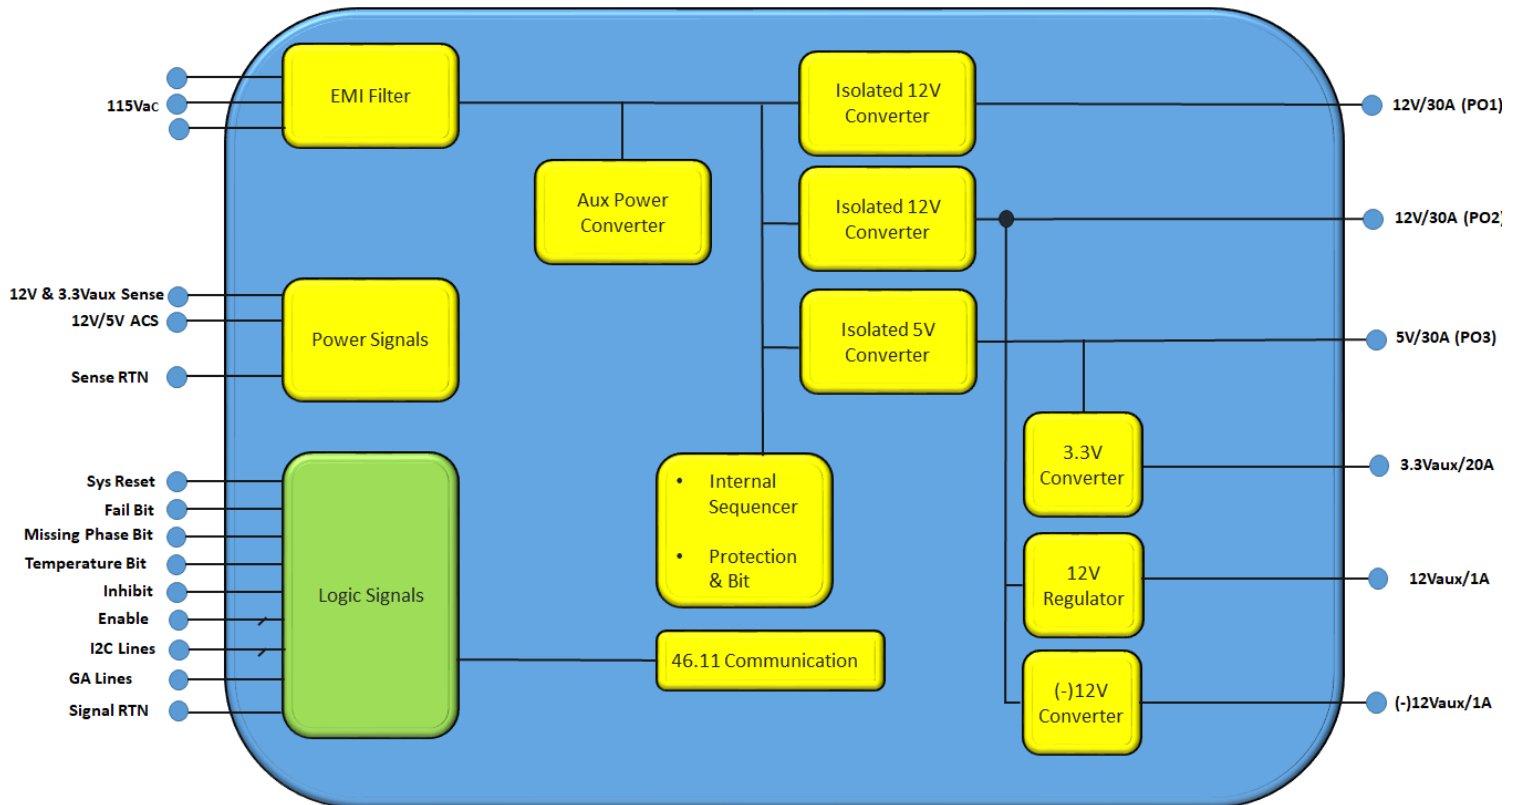 115Vac
EMI Filter
Aux Power
Converter
Isolated 12V
Converter
12V/30A (PO1)
Isolated 12V
Converter
12V/30A (PO2)
Isolated 5V
Converter
5V/30A (PO3)
12V & 3.3Vaux Sense
12V/5V ACS
Sense RTN
Power Signals
Sys Reset
Fail Bit
Missing Phase Bit
Temperature Bit
Inhibit
Enable
I2C Lines
GA Lines
Signal RTN
Logic Signals
• Internal
Sequencer
• Protection
& Bit
46.11 Communication
3.3V
Converter
3.3Vaux/20A
12V
Regulator
12Vaux/1A
(-)12V
Converter
(-)12Vaux/1A